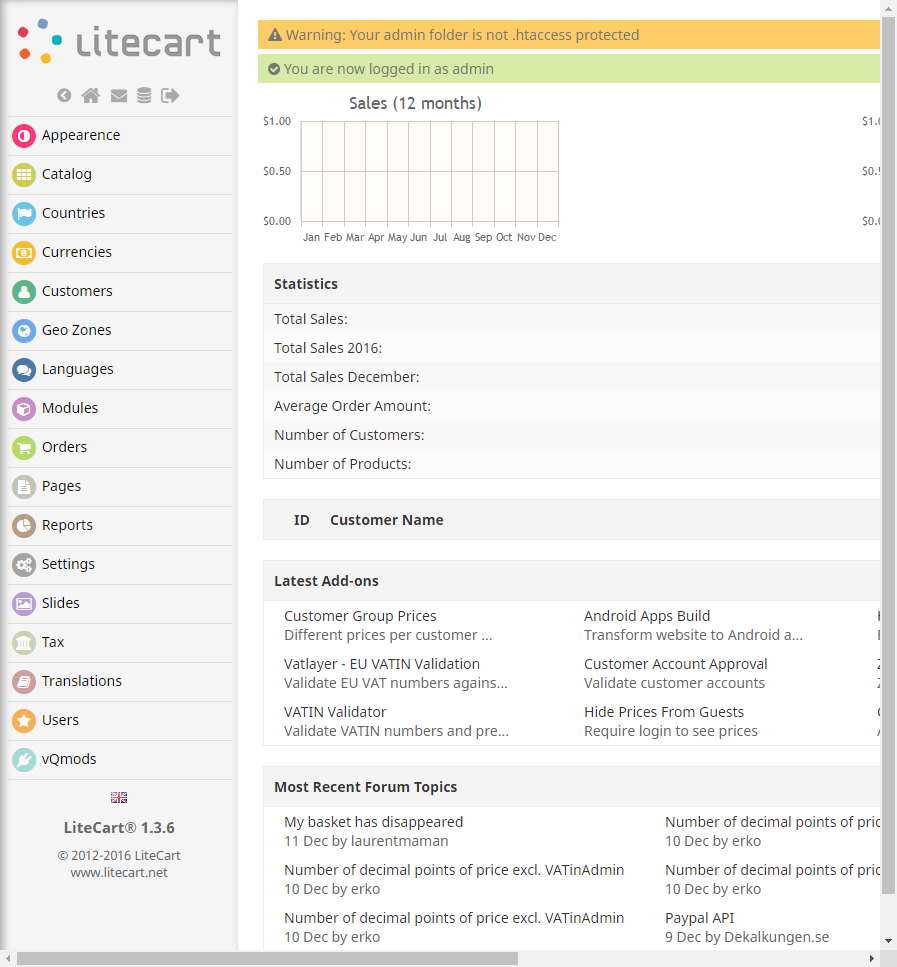 litecart
Appearence
Catalog
Countries
Currencies
Customers
Geo Zones
Languages
Modules
Orders
Pages
Reports
Settings
Slides
Tax
Translations
Users
vQmods
LiteCart® 1.3.6
© 2012-2016 LiteCart
www.litecart.net
Warning: Your admin folder is not .htaccess protected
You are now logged in as admin
Sales (12 months)
$1.00
$0.50
$0.00
Jan Feb Mar Apr May Jun Jul Aug Sep Oct Nov Dec
Statistics
Total Sales:
Total Sales 2016:
Total Sales December:
Average Order Amount:
Number of Customers:
Number of Products:
ID Customer Name
Latest Add-ons
Customer Group Prices Android Apps Build
Different prices per customer ... Transform website to Android a...
Vatlayer - EU VATIN Validation Customer Account Approval
Validate EU VAT numbers agains... Validate customer accounts
VATIN Validator Hide Prices From Guests
Validate VATIN numbers and pre... Require login to see prices
Most Recent Forum Topics
My basket has disappeared Number of decimal points of pric
11 Dec by laurentmaman 10 Dec by erko
Number of decimal points of price excl. VATinAdmin Number of decimal points of pric
10 Dec by erko 10 Dec by erko
Number of decimal points of price excl. VATinAdmin Paypal API
10 Dec by erko 9 Dec by Dekalkungen.se